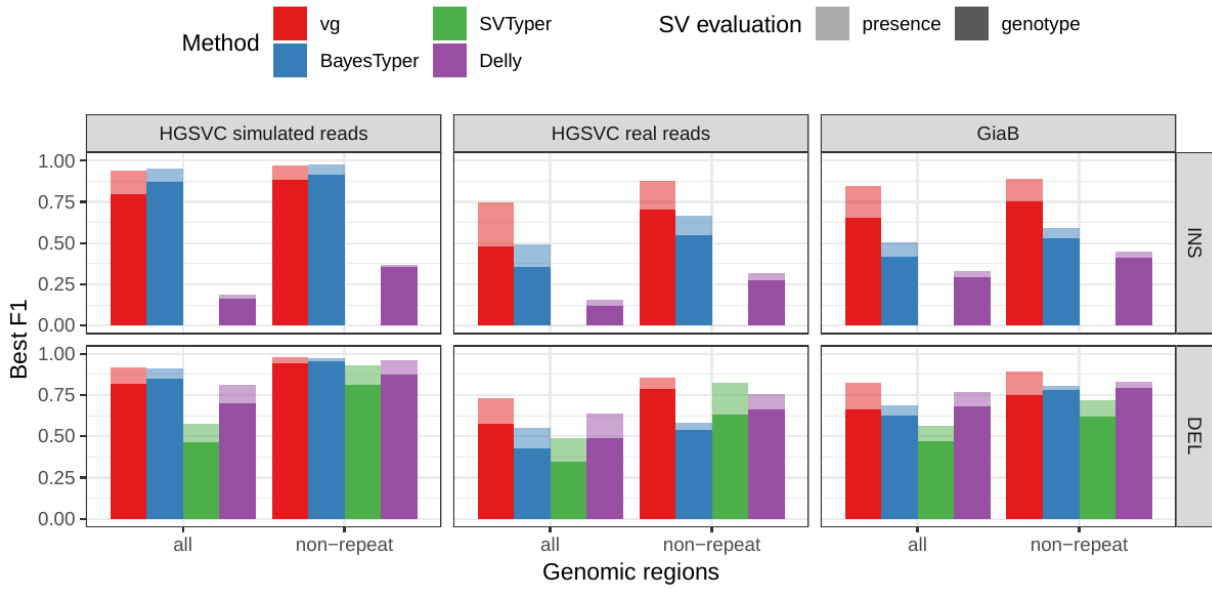 Method
vg
BayesTyper
SVTyper
Delly
SV evaluation
presence
genotype
HGSVC simulated reads
HGSVC real reads
GiaB
Best F1
1.00
0.75
0.50
0.25
0.00
INS
1.00
0.75
0.50
0.25
0.00
DEL
all
non−repeat
all
non−repeat
all
non−repeat
Genomic regions